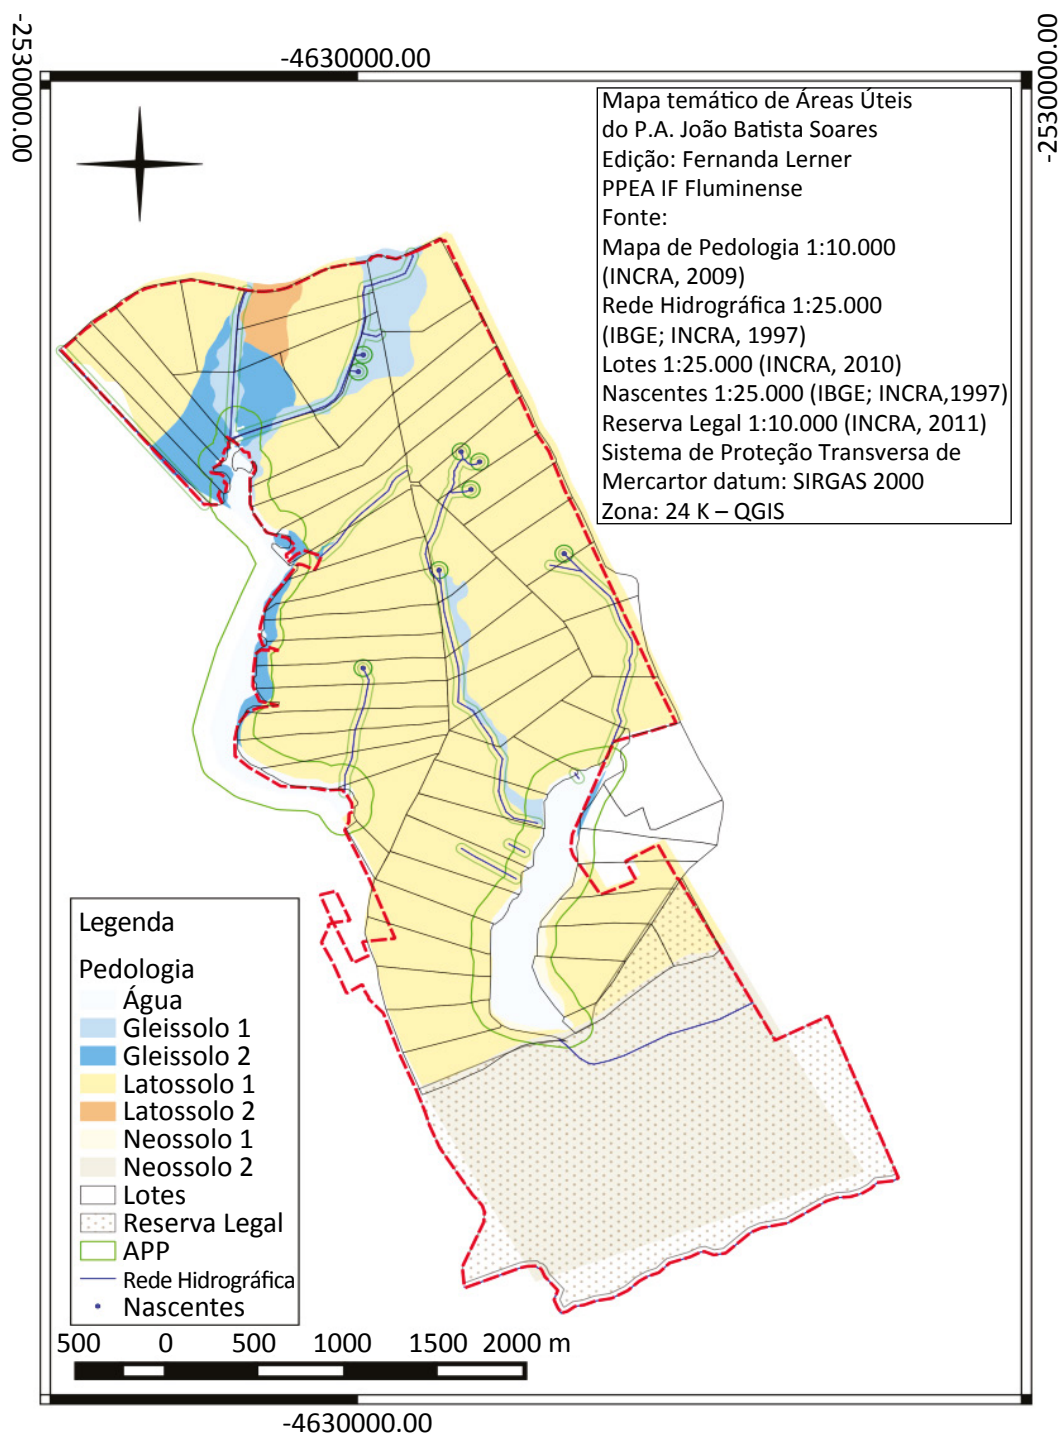 -4630000.00
-2530000.00
-2530000.00
Mapa temático de Áreas Úteis
do P.A. João Batista Soares
Edição: Fernanda Lerner
PPEA IF Fluminense
Fonte:
Mapa de Pedologia 1:10.000
(INCRA, 2009)
Rede Hidrográfica 1:25.000
(IBGE; INCRA, 1997)
Lotes 1:25.000 (INCRA, 2010)
Nascentes 1:25.000 (IBGE; INCRA,1997)
Reserva Legal 1:10.000 (INCRA, 2011)
Sistema de Proteção Transversa de
Mercartor datum: SIRGAS 2000
Zona: 24 K – QGIS
Legenda
Pedologia
Água
Gleissolo 1
Gleissolo 2
Latossolo 1
Latossolo 2
Neossolo 1
Neossolo 2
Lotes
Reserva Legal
APP
Rede Hidrográfica
Nascentes
500 0 500 1000 1500 2000 m
-4630000.00